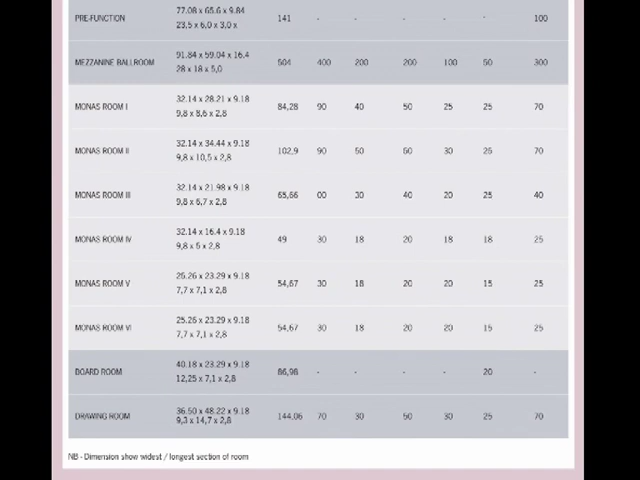 77.08 x 65.6 x 9.84
PRE-FUNCTION 141 - - - - - 100
23.5 x 6.0 x 3,0 x
91.84 x 59.04 x 16.4
MEZZANINE BALLROOM 504 400 200 200 100 50 300
28 x 18 x 5,0
32.14 x 28.21 x 9.18
MONAS ROOM I 84,28 90 40 50 25 25 70
9,8 x 8,6 x 2,8
32.14 x 34.44 x 9.18
MONAS ROOM II 102,9 90 50 60 30 25 70
9,8 x 10,5 x 2,8
32.14 x 21.98 x 9.18
MONAS ROOM III 65,66 00 30 40 20 25 40
9,8 x 6,7 x 2,8
32.14 x 16.4 x 9.18
MONAS ROOM IV 49 30 18 20 18 18 25
9,8 x 5 x 2,8
25.26 x 23.29 x 9.18
MONAS ROOM V 54,67 30 18 20 20 15 25
7,7 x 7,1 x 2,8
25.26 x 23.29 x 9.18
MONAS ROOM VI 54,67 30 18 20 20 15 25
7,7 x 7,1 x 2,8
40.18 x 23.29 x 9.18
BOARD ROOM 86,98 - - - - 20 -
12,25 x 7,1 x 2,8
36.50 x 48.22 x 9.18
DRAWING ROOM 144,06 70 30 50 30 25 70
9,3 x 14,7 x 2,8
NB - Dimension show widest / longest section of room